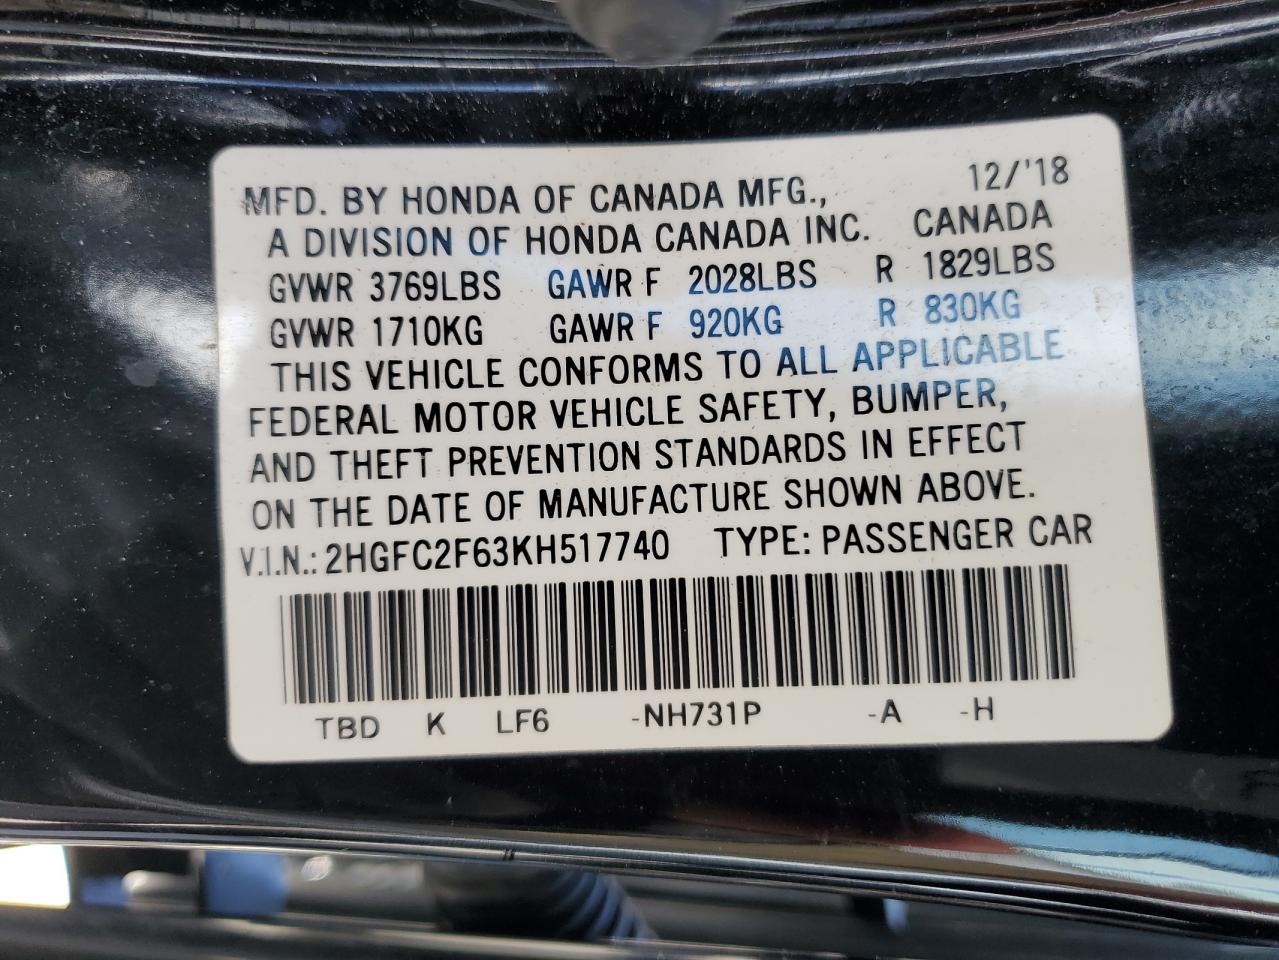 MFD. BY HONDA OF CANADA MFG., 12/'18
A DIVISION OF HONDA CANADA INC. CANADA
GVWR 3769LBS GAWR F 2028LBS R 1829LBS
GVWR 1710KG GAWR F 920KG R 830KG
THIS VEHICLE CONFORMS TO ALL APPLICABLE
FEDERAL MOTOR VEHICLE SAFETY, BUMPER,
AND THEFT PREVENTION STANDARDS IN EFFECT
ON THE DATE OF MANUFACTURE SHOWN ABOVE.
V.I.N.: 2HGFC2F63KH517740 TYPE: PASSENGER CAR
TBD K LF6 -NH731P -A -H